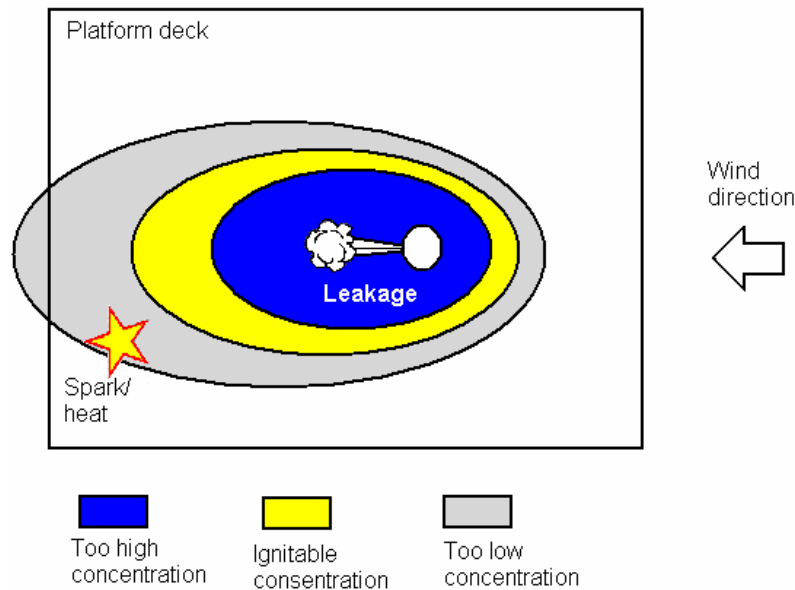 Platform deck
Wind
direction
Leakage
Spark/
heat
Too high
concentration
Ignitable
consentration
Too low
concentration